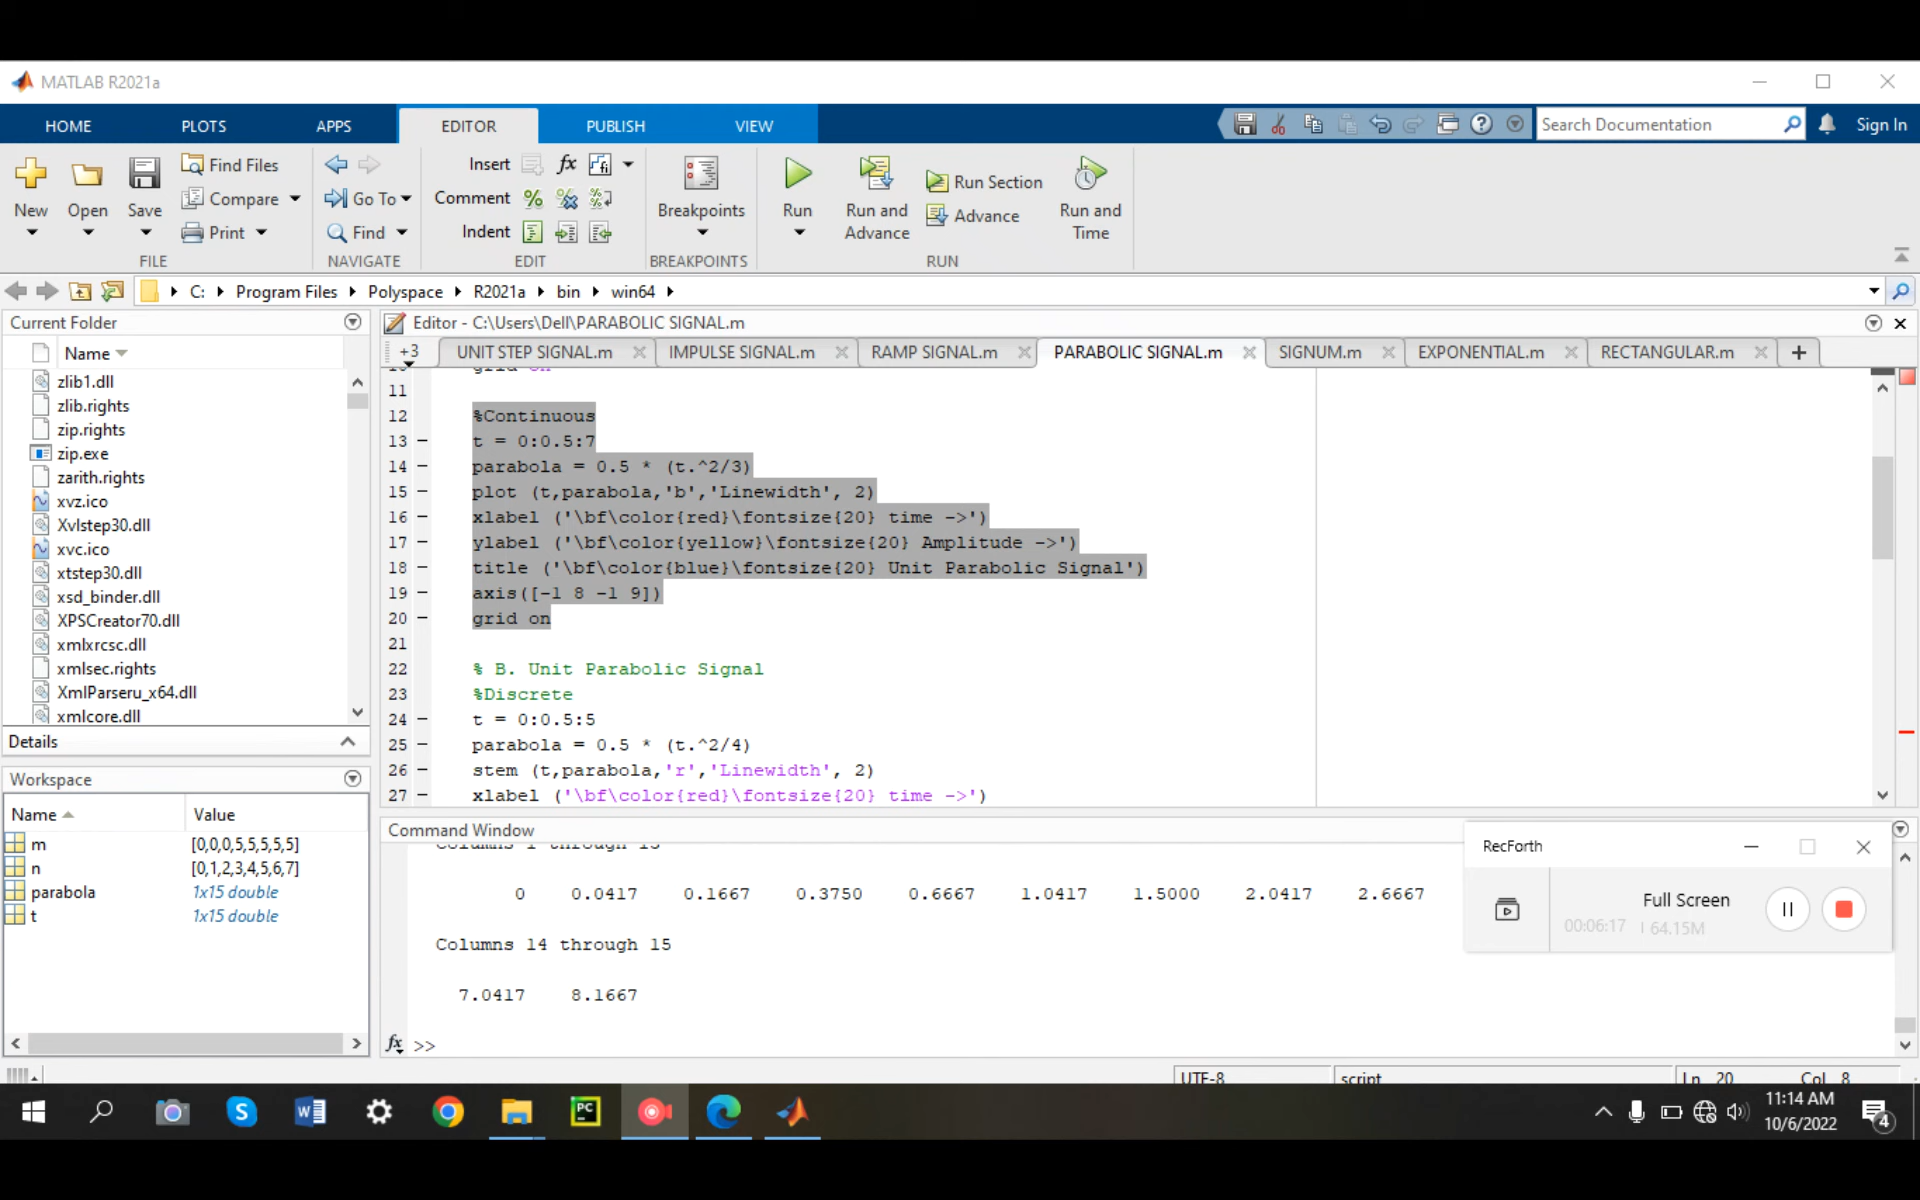 MATLAB R2021a
HOME PLOTS APPS EDITOR PUBLISH VIEW
Search Documentation
Sign In
New
Open
Save
Find Files
Compare
Print
FILE
Go To
Find
NAVIGATE
Insert fx
Comment
Indent
EDIT
Breakpoints
BREAKPOINTS
Run
Run and Advance
Run Section
Advance
Run and Time
RUN
C: Program Files Polyspace R2021a bin win64
Current Folder
Name
zlib1.dll
zlib.rights
zip.rights
zip.exe
zarith.rights
xvz.ico
Xvlstep30.dll
xvc.ico
xtstep30.dll
xsd_binder.dll
XPSCreator70.dll
xmlxrcsc.dll
xmlsec.rights
XmlParseru_x64.dll
xmlcore.dll
Details
Workspace
Name Value
m [0,0,0,5,5,5,5,5]
n [0,1,2,3,4,5,6,7]
parabola 1x15 double
t 1x15 double
Editor - C:\Users\Dell\PARABOLIC SIGNAL.m
+3 UNIT STEP SIGNAL.m IMPULSE SIGNAL.m RAMP SIGNAL.m PARABOLIC SIGNAL.m SIGNUM.m EXPONENTIAL.m RECTANGULAR.m +
10 grid on
11
12 %Continuous
13 – t = 0:0.5:7
14 – parabola = 0.5 * (t.^2/3)
15 – plot (t,parabola,'b','Linewidth', 2)
16 – xlabel ('\bf\color{red}\fontsize{20} time ->')
17 – ylabel ('\bf\color{yellow}\fontsize{20} Amplitude ->')
18 – title ('\bf\color{blue}\fontsize{20} Unit Parabolic Signal')
19 – axis([-1 8 -1 9])
20 – grid on
21
22 % B. Unit Parabolic Signal
23 %Discrete
24 – t = 0:0.5:5
25 – parabola = 0.5 * (t.^2/4)
26 – stem (t,parabola,'r','Linewidth', 2)
27 – xlabel ('\bf\color{red}\fontsize{20} time ->')
Command Window
Columns 1 through 13
0 0.0417 0.1667 0.3750 0.6667 1.0417 1.5000 2.0417 2.6667
Columns 14 through 15
7.0417 8.1667
fx >>
RecForth
Full Screen
00:06:17 64.15M
UTF-8 script Ln 20 Col 8
11:14 AM
10/6/2022
4